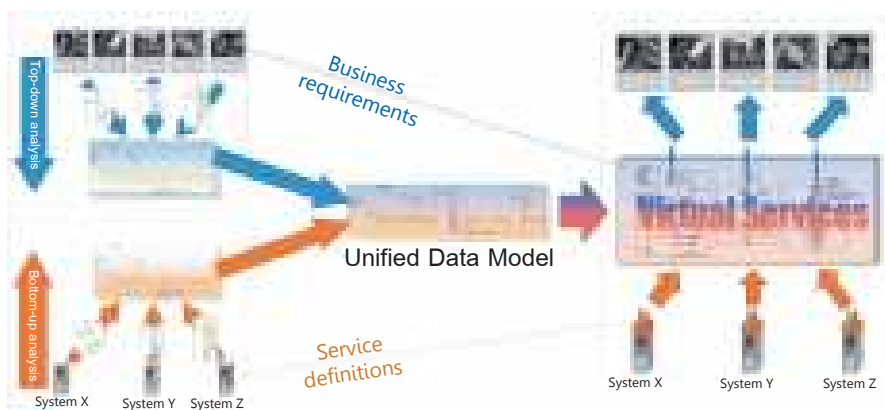 Top-down analysis
Business
requirements
Virtual Services
Unified Data Model
Bottom-up analysis
Service
definitions
System X
System Y
System Z
System X
System Y
System Z